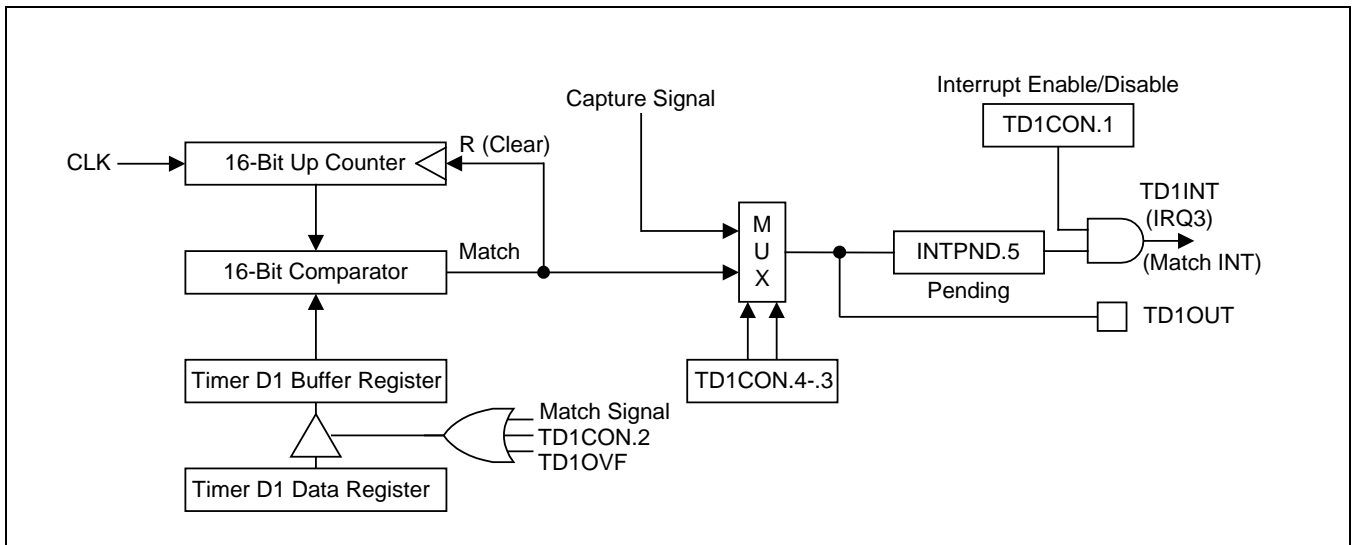 Interrupt Enable/Disable
Capture Signal
TD1CON.1
CLK
16-Bit Up Counter
R (Clear)
TD1INT
(IRQ3)
(Match INT)
M
U
X
16-Bit Comparator
Match
INTPND.5
Pending
TD1OUT
Timer D1 Buffer Register
TD1CON.4-.3
Match Signal
TD1CON.2
TD1OVF
Timer D1 Data Register